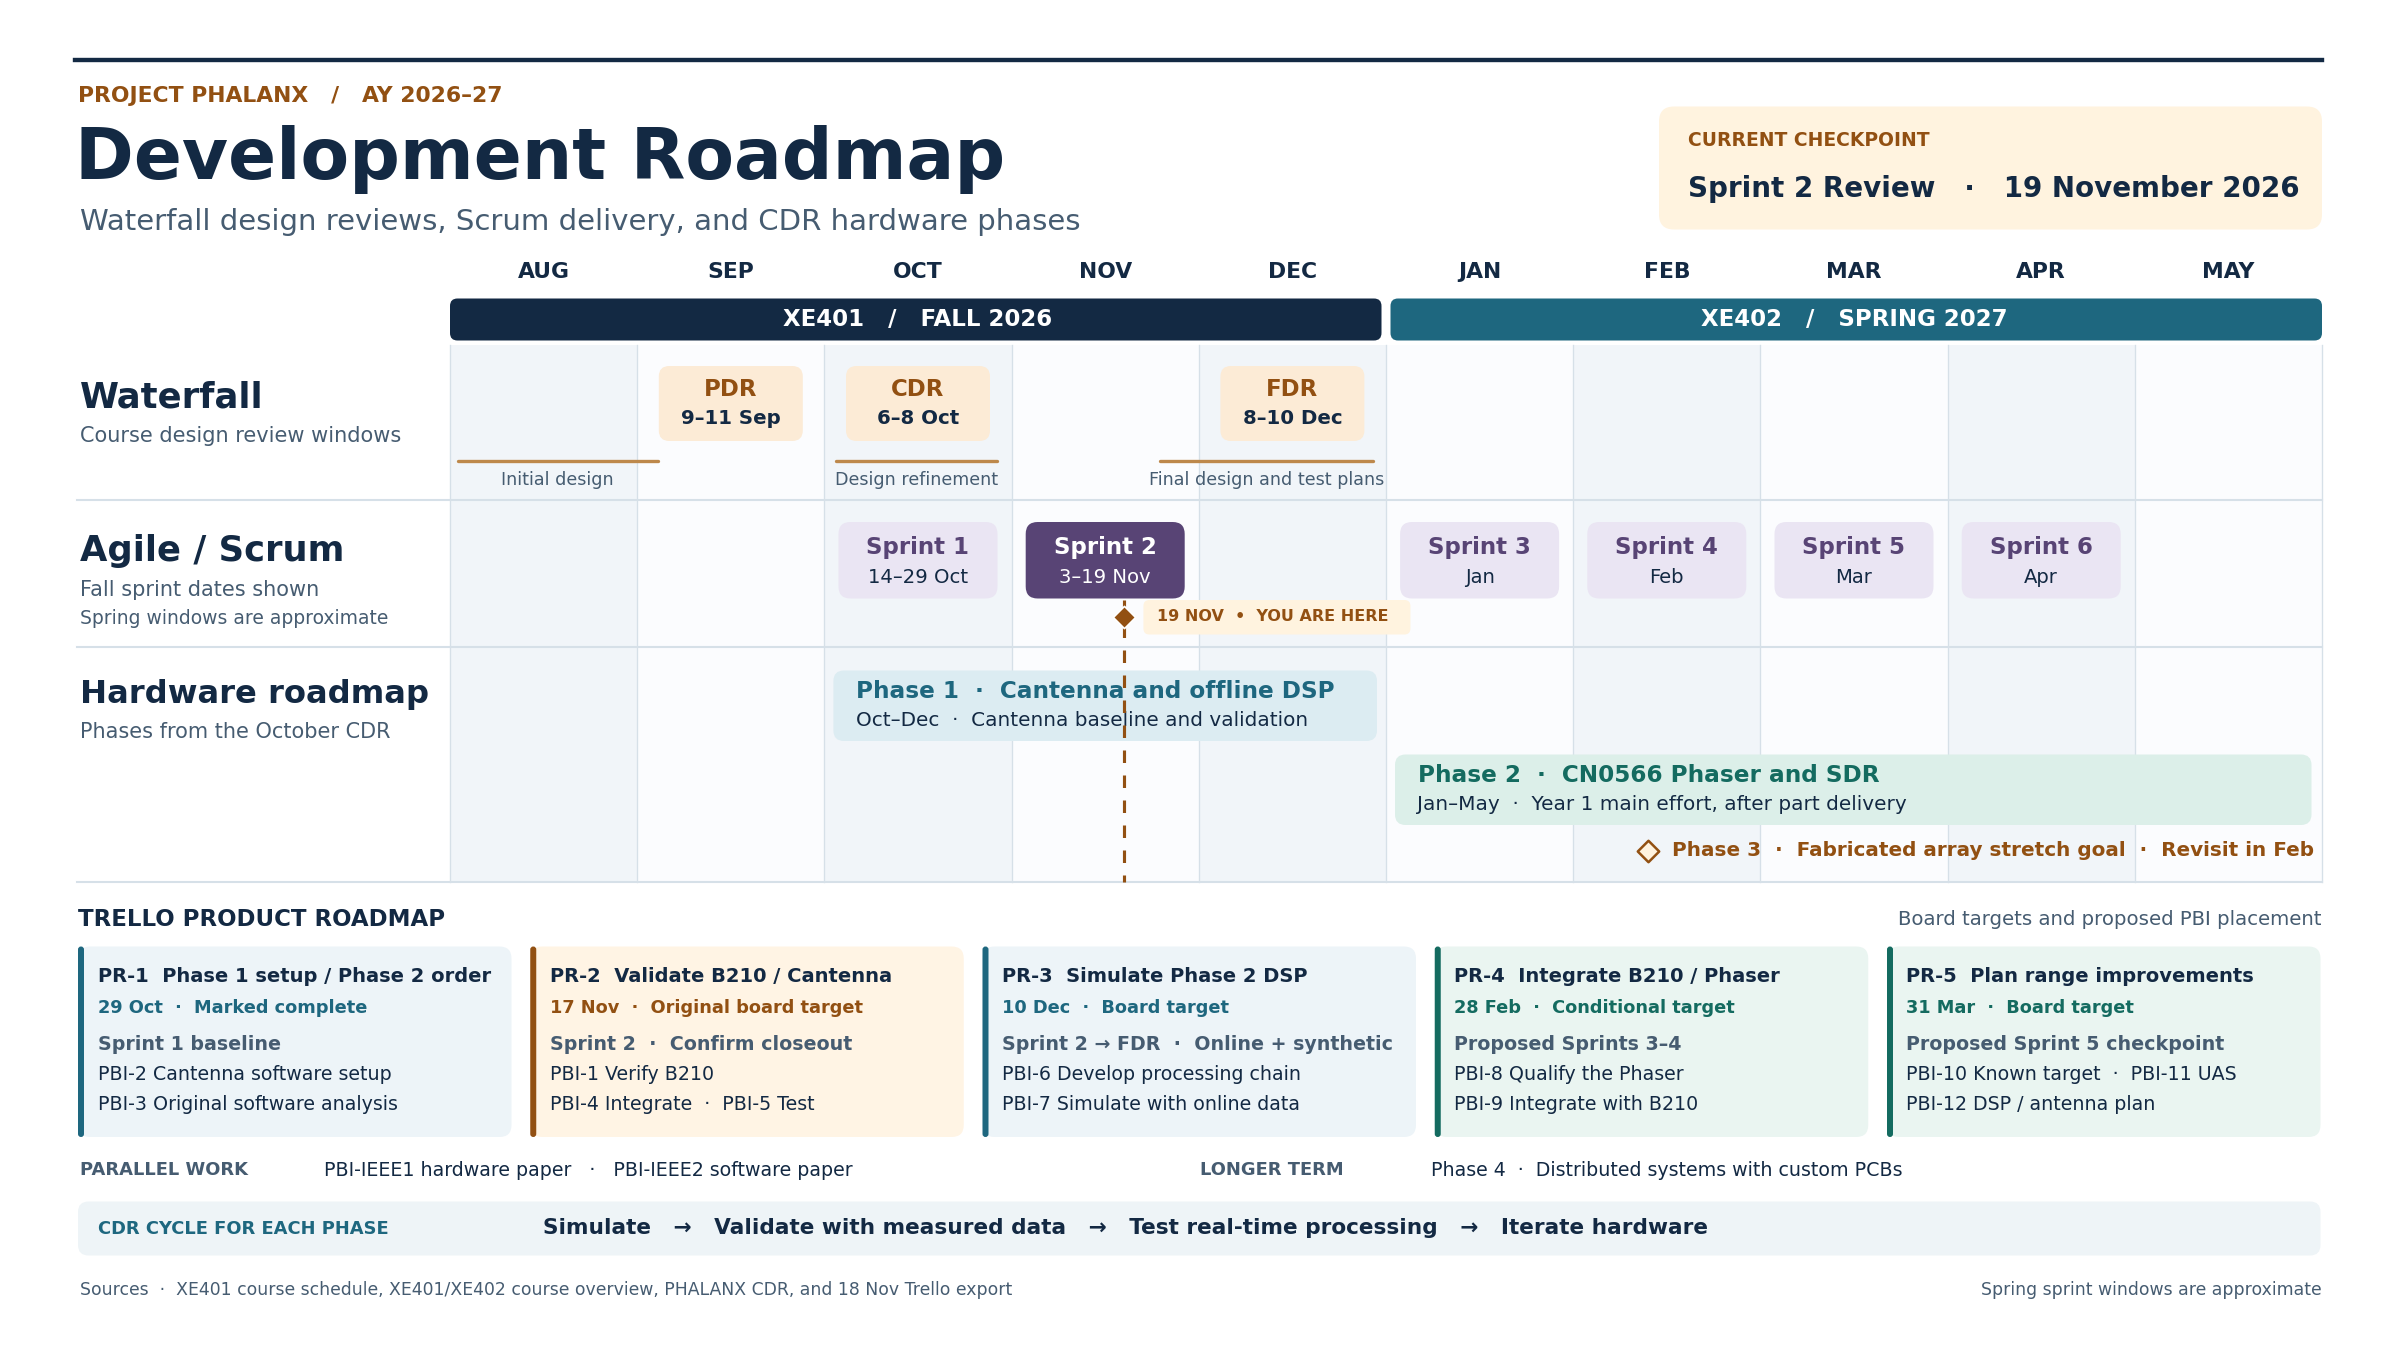 PROJECT PHALANX / AY 2026–27
Development Roadmap
Waterfall design reviews, Scrum delivery, and CDR hardware phases
CURRENT CHECKPOINT
Sprint 2 Review · 19 November 2026
AUG SEP OCT NOV DEC JAN FEB MAR APR MAY
XE401 / FALL 2026 XE402 / SPRING 2027
Waterfall
Course design review windows
PDR
9–11 Sep
CDR
6–8 Oct
FDR
8–10 Dec
Initial design
Design refinement
Final design and test plans
Agile / Scrum
Fall sprint dates shown
Spring windows are approximate
Sprint 1
14–29 Oct
Sprint 2
3–19 Nov
Sprint 3
Jan
Sprint 4
Feb
Sprint 5
Mar
Sprint 6
Apr
19 NOV • YOU ARE HERE
Hardware roadmap
Phases from the October CDR
Phase 1 · Cantenna and offline DSP
Oct–Dec · Cantenna baseline and validation
Phase 2 · CN0566 Phaser and SDR
Jan–May · Year 1 main effort, after part delivery
Phase 3 · Fabricated array stretch goal · Revisit in Feb
TRELLO PRODUCT ROADMAP
Board targets and proposed PBI placement
PR-1 Phase 1 setup / Phase 2 order
29 Oct · Marked complete
Sprint 1 baseline
PBI-2 Cantenna software setup
PBI-3 Original software analysis
PR-2 Validate B210 / Cantenna
17 Nov · Original board target
Sprint 2 · Confirm closeout
PBI-1 Verify B210
PBI-4 Integrate · PBI-5 Test
PR-3 Simulate Phase 2 DSP
10 Dec · Board target
Sprint 2 → FDR · Online + synthetic
PBI-6 Develop processing chain
PBI-7 Simulate with online data
PR-4 Integrate B210 / Phaser
28 Feb · Conditional target
Proposed Sprints 3–4
PBI-8 Qualify the Phaser
PBI-9 Integrate with B210
PR-5 Plan range improvements
31 Mar · Board target
Proposed Sprint 5 checkpoint
PBI-10 Known target · PBI-11 UAS
PBI-12 DSP / antenna plan
PARALLEL WORK PBI-IEEE1 hardware paper · PBI-IEEE2 software paper
LONGER TERM Phase 4 · Distributed systems with custom PCBs
CDR CYCLE FOR EACH PHASE Simulate → Validate with measured data → Test real-time processing → Iterate hardware
Sources · XE401 course schedule, XE401/XE402 course overview, PHALANX CDR, and 18 Nov Trello export
Spring sprint windows are approximate